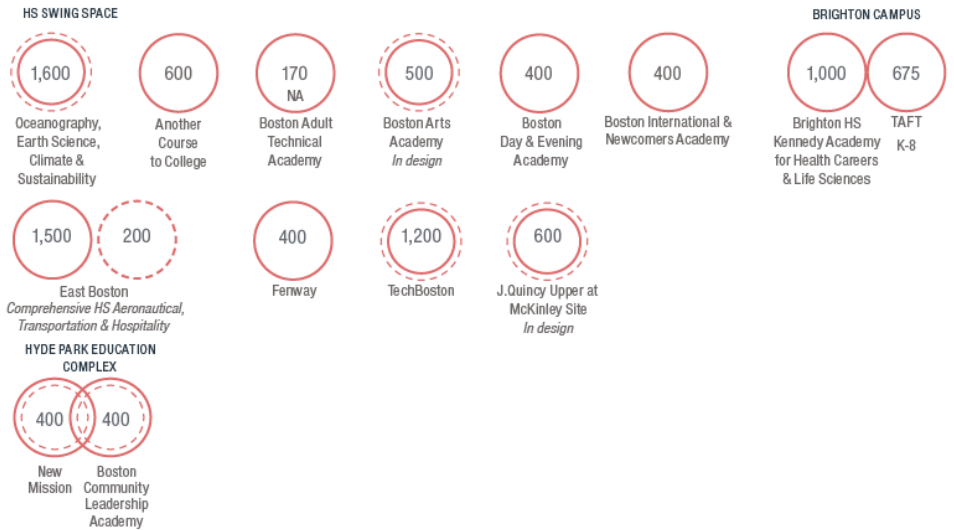 HS SWING SPACE
BRIGHTON CAMPUS
1,600
Oceanography,
Earth Science,
Climate &
Sustainability
600
Another
Course
to College
170
NA
Boston Adult
Technical
Academy
500
Boston Arts
Academy
In design
400
Boston
Day & Evening
Academy
400
Boston International &
Newcomers Academy
1,000
Brighton HS
Kennedy Academy
for Health Careers
& Life Sciences
675
TAFT
K-8
1,500
200
East Boston
Comprehensive HS Aeronautical,
Transportation & Hospitality
400
Fenway
1,200
TechBoston
600
J.Quincy Upper at
McKinley Site
In design
HYDE PARK EDUCATION
COMPLEX
400
New
Mission
400
Boston
Community
Leadership
Academy